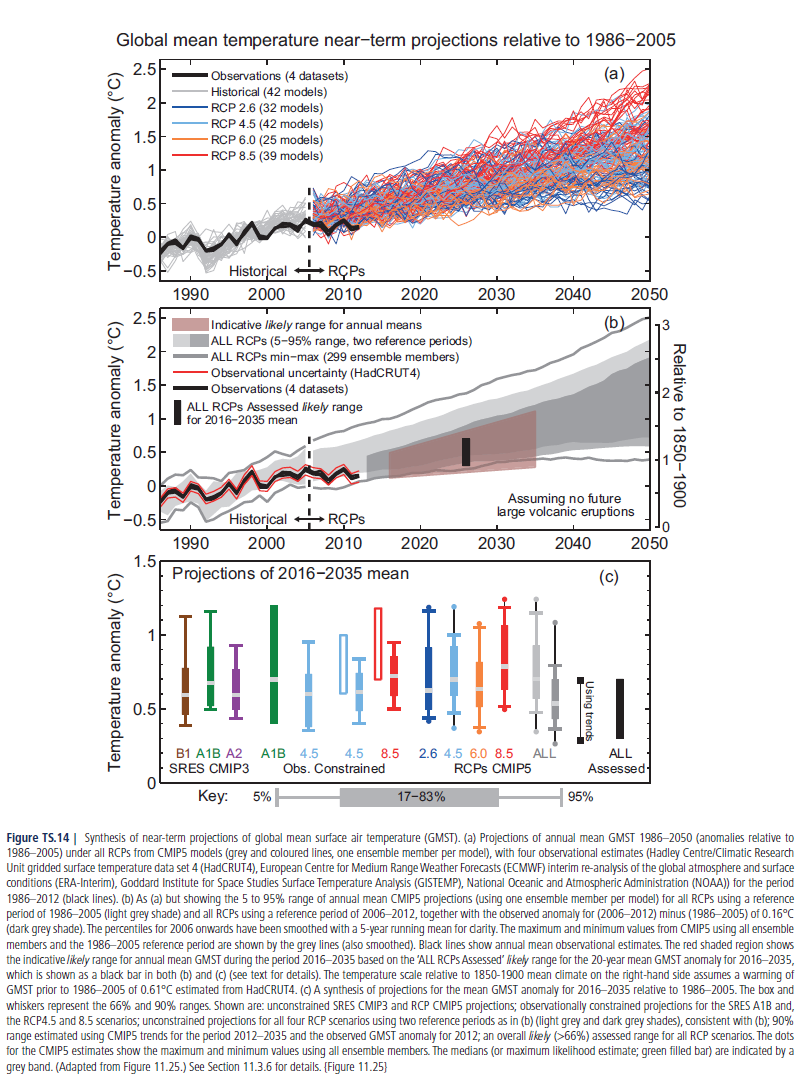 Global mean temperature near−term projections relative to 1986−2005
(a)
Observations (4 datasets)
Historical (42 models)
RCP 2.6 (32 models)
RCP 4.5 (42 models)
RCP 6.0 (25 models)
RCP 8.5 (39 models)
Historical
RCPs
Temperature anomaly (°C)
2.5
2
1.5
1
0.5
0
−0.5
1990
2000
2010
2020
2030
2040
2050
(b)
Indicative likely range for annual means
ALL RCPs (5−95% range, two reference periods)
ALL RCPs min−max (299 ensemble members)
Observational uncertainty (HadCRUT4)
Observations (4 datasets)
ALL RCPs Assessed likely range
for 2016−2035 mean
Historical
RCPs
Assuming no future
large volcanic eruptions
Temperature anomaly (°C)
2.5
2
1.5
1
0.5
0
−0.5
Relative to 1850−1900
3
2
1
0
1990
2000
2010
2020
2030
2040
2050
Projections of 2016−2035 mean
(c)
Temperature anomaly (°C)
1.5
1
0.5
0
Using trends
B1 A1B A2 A1B 4.5 4.5 8.5 2.6 4.5 6.0 8.5 ALL ALL
SRES CMIP3 Obs. Constrained RCPs CMIP5 Assessed
Key: 5% 17−83% 95%
Figure TS.14 | Synthesis of near-term projections of global mean surface air temperature (GMST). (a) Projections of annual mean GMST 1986–2050 (anomalies relative to
1986–2005) under all RCPs from CMIP5 models (grey and coloured lines, one ensemble member per model), with four observational estimates (Hadley Centre/Climatic Research
Unit gridded surface temperature data set 4 (HadCRUT4), European Centre for Medium Range Weather Forecasts (ECMWF) interim re-analysis of the global atmosphere and surface
conditions (ERA-Interim), Goddard Institute for Space Studies Surface Temperature Analysis (GISTEMP), National Oceanic and Atmospheric Administration (NOAA)) for the period
1986–2012 (black lines). (b) As (a) but showing the 5 to 95% range of annual mean CMIP5 projections (using one ensemble member per model) for all RCPs using a reference
period of 1986–2005 (light grey shade) and all RCPs using a reference period of 2006–2012, together with the observed anomaly for (2006–2012) minus (1986–2005) of 0.16°C
(dark grey shade). The percentiles for 2006 onwards have been smoothed with a 5-year running mean for clarity. The maximum and minimum values from CMIP5 using all ensemble
members and the 1986–2005 reference period are shown by the grey lines (also smoothed). Black lines show annual mean observational estimates. The red shaded region shows
the indicative likely range for annual mean GMST during the period 2016–2035 based on the 'ALL RCPs Assessed' likely range for the 20-year mean GMST anomaly for 2016–2035,
which is shown as a black bar in both (b) and (c) (see text for details). The temperature scale relative to 1850-1900 mean climate on the right-hand side assumes a warming of
GMST prior to 1986–2005 of 0.61°C estimated from HadCRUT4. (c) A synthesis of projections for the mean GMST anomaly for 2016–2035 relative to 1986–2005. The box and
whiskers represent the 66% and 90% ranges. Shown are: unconstrained SRES CMIP3 and RCP CMIP5 projections; observationally constrained projections for the SRES A1B and,
the RCP4.5 and 8.5 scenarios; unconstrained projections for all four RCP scenarios using two reference periods as in (b) (light grey and dark grey shades), consistent with (b); 90%
range estimated using CMIP5 trends for the period 2012–2035 and the observed GMST anomaly for 2012; an overall likely (>66%) assessed range for all RCP scenarios. The dots
for the CMIP5 estimates show the maximum and minimum values using all ensemble members. The medians (or maximum likelihood estimate; green filled bar) are indicated by a
grey band. (Adapted from Figure 11.25.) See Section 11.3.6 for details. {Figure 11.25}